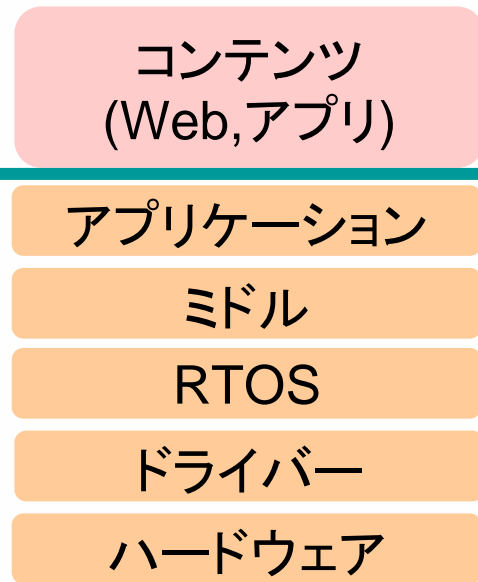 コンテンツ
(Web,アプリ)
アプリケーション
ミドル
RTOS
ドライバー
ハードウェア